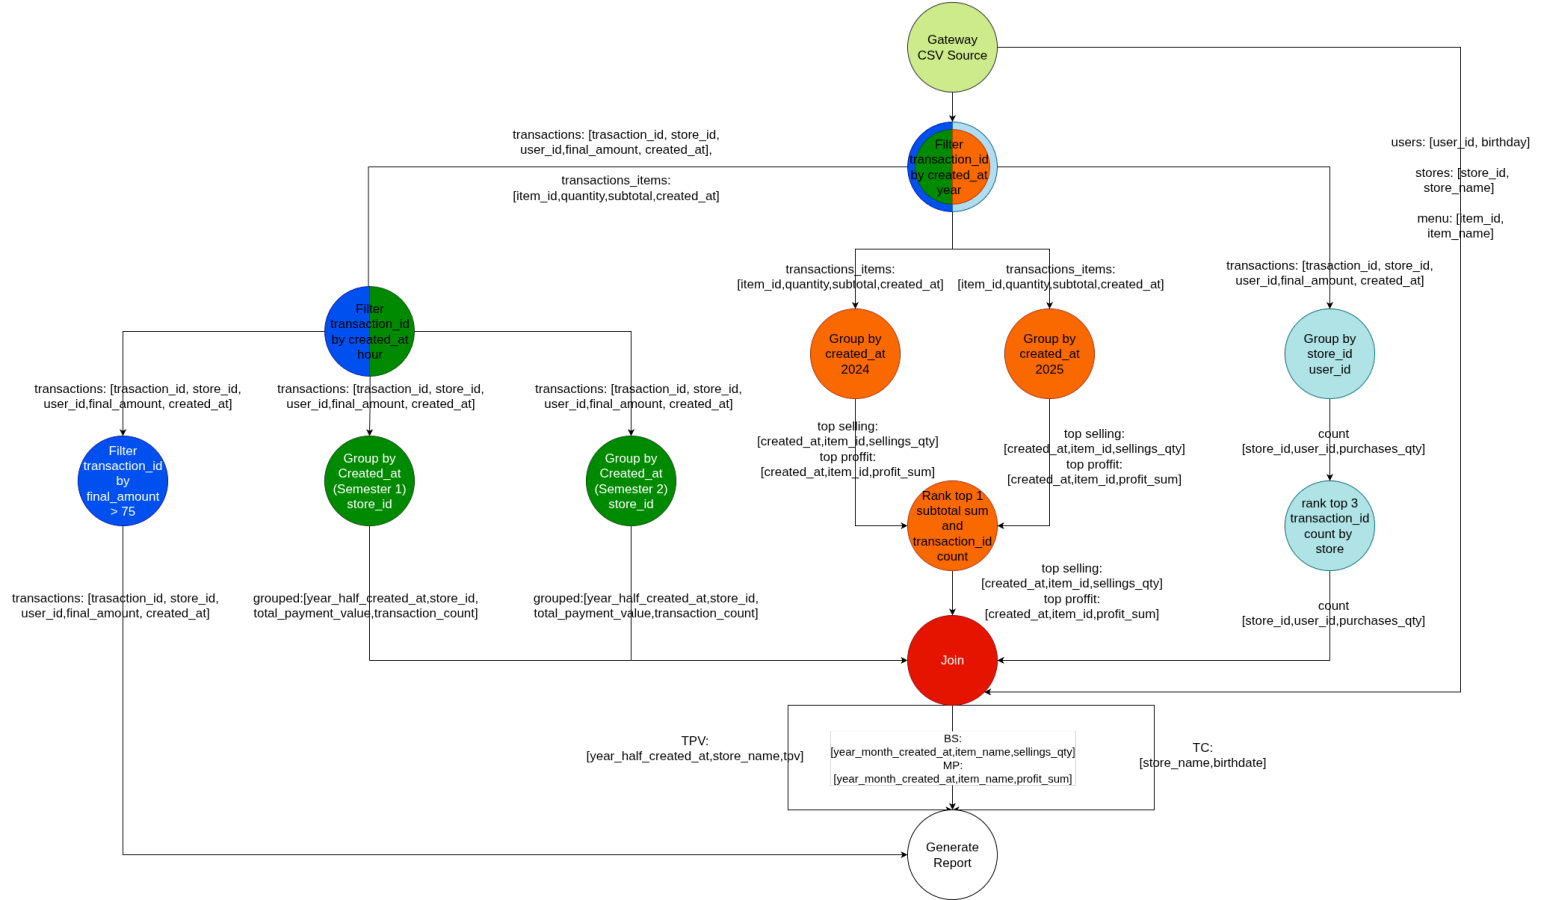 Gateway
CSV Source
users: [user_id, birthday]
stores: [store_id,
store_name]
menu: [item_id,
item_name]
transactions: [trasaction_id, store_id,
user_id,final_amount, created_at],
transactions_items:
[item_id,quantity,subtotal,created_at]
Filter
transaction_id
by created_at
year
transactions_items:
[item_id,quantity,subtotal,created_at]
transactions_items:
[item_id,quantity,subtotal,created_at]
transactions: [trasaction_id, store_id,
user_id,final_amount, created_at]
Filter
transaction_id
by created_at
hour
Group by
created_at
2024
Group by
created_at
2025
Group by
store_id
user_id
transactions: [trasaction_id, store_id,
user_id,final_amount, created_at]
transactions: [trasaction_id, store_id,
user_id,final_amount, created_at]
transactions: [trasaction_id, store_id,
user_id,final_amount, created_at]
top selling:
[created_at,item_id,sellings_qty]
top proffit:
[created_at,item_id,profit_sum]
top selling:
[created_at,item_id,sellings_qty]
top proffit:
[created_at,item_id,profit_sum]
count
[store_id,user_id,purchases_qty]
Filter
transaction_id
by
final_amount
> 75
Group by
Created_at
(Semester 1)
store_id
Group by
Created_at
(Semester 2)
store_id
Rank top 1
subtotal sum
and
transaction_id
count
rank top 3
transaction_id
count by
store
transactions: [trasaction_id, store_id,
user_id,final_amount, created_at]
grouped:[year_half_created_at,store_id,
total_payment_value,transaction_count]
grouped:[year_half_created_at,store_id,
total_payment_value,transaction_count]
top selling:
[created_at,item_id,sellings_qty]
top proffit:
[created_at,item_id,profit_sum]
count
[store_id,user_id,purchases_qty]
Join
TPV:
[year_half_created_at,store_name,tpv]
BS:
[year_month_created_at,item_name,sellings_qty]
MP:
[year_month_created_at,item_name,profit_sum]
TC:
[store_name,birthdate]
Generate
Report